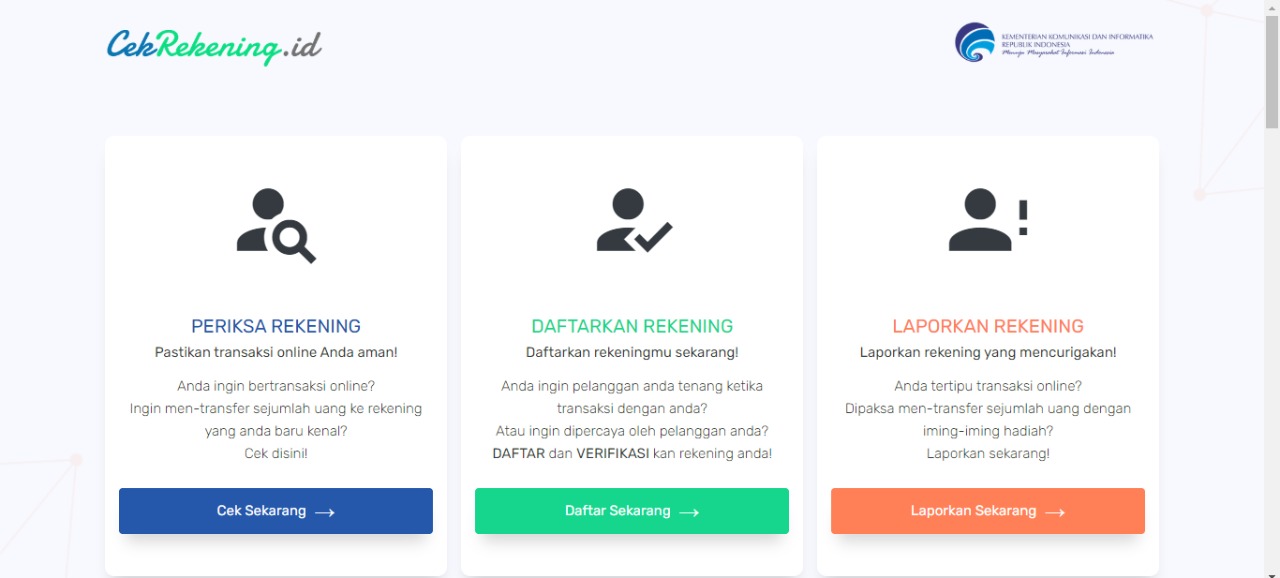 CekRekening.id
KEMENTERIAN KOMUNIKASI DAN INFORMATIKA
REPUBLIK INDONESIA
Menuju Masyarakat Informasi Indonesia
PERIKSA REKENING
Pastikan transaksi online Anda aman!
Anda ingin bertransaksi online?
Ingin men-transfer sejumlah uang ke rekening
yang anda baru kenal?
Cek disini!
Cek Sekarang →
DAFTARKAN REKENING
Daftarkan rekeningmu sekarang!
Anda ingin pelanggan anda tenang ketika
transaksi dengan anda?
Atau ingin dipercaya oleh pelanggan anda?
DAFTAR dan VERIFIKASI kan rekening anda!
Daftar Sekarang →
LAPORKAN REKENING
Laporkan rekening yang mencurigakan!
Anda tertipu transaksi online?
Dipaksa men-transfer sejumlah uang dengan
iming-iming hadiah?
Laporkan sekarang!
Laporkan Sekarang →